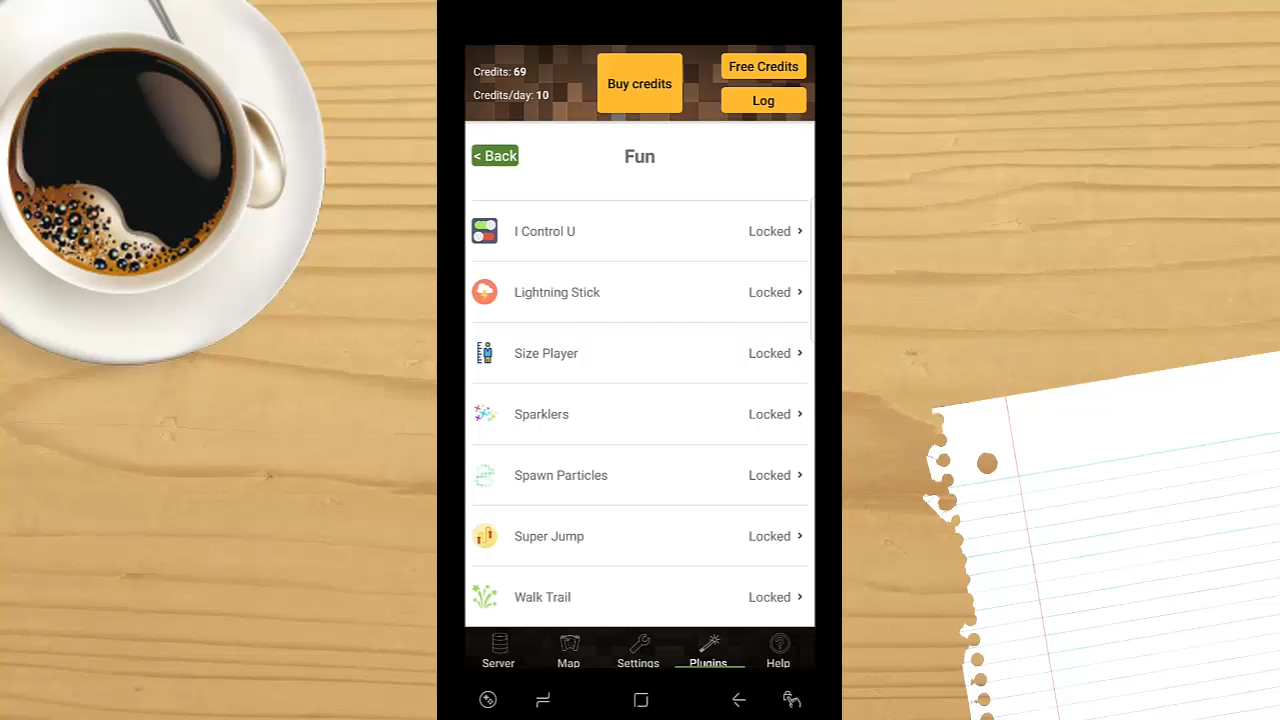 Credits: 69
Credits/day: 10
Buy credits
Free Credits
Log
< Back
Fun
I Control U Locked >
Lightning Stick Locked >
Size Player Locked >
Sparklers Locked >
Spawn Particles Locked >
Super Jump Locked >
Walk Trail Locked >
Server Map Settings Plugins Help